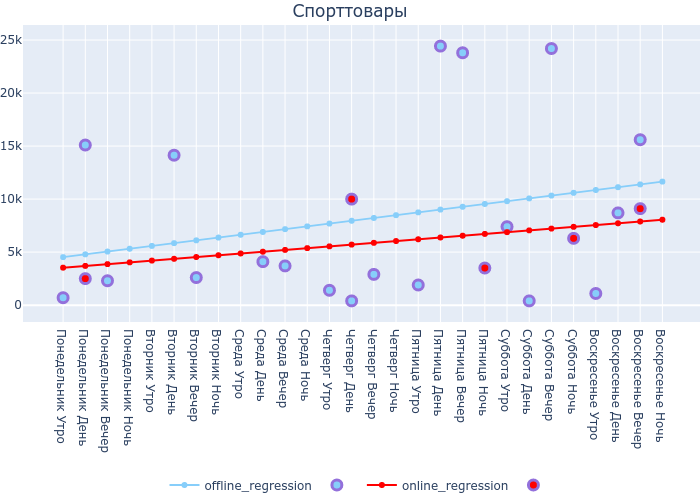 Спорттовары
25k
20k
15k
10k
5k
0
Понедельник Утро
Понедельник День
Понедельник Вечер
Понедельник Ночь
Вторник Утро
Вторник День
Вторник Вечер
Вторник Ночь
Среда Утро
Среда День
Среда Вечер
Среда Ночь
Четверг Утро
Четверг День
Четверг Вечер
Четверг Ночь
Пятница Утро
Пятница День
Пятница Вечер
Пятница Ночь
Суббота Утро
Суббота День
Суббота Вечер
Суббота Ночь
Воскресенье Утро
Воскресенье День
Воскресенье Вечер
Воскресенье Ночь
offline_regression
online_regression